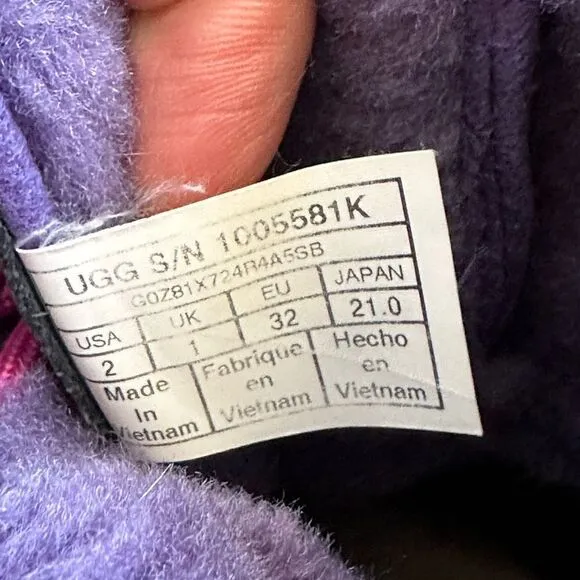 UGG S/N 1005581K
G0Z81X724R4A5SB
USA UK EU JAPAN
2 1 32 21.0
Made Fabrique Hecho
In en en
Vietnam Vietnam Vietnam